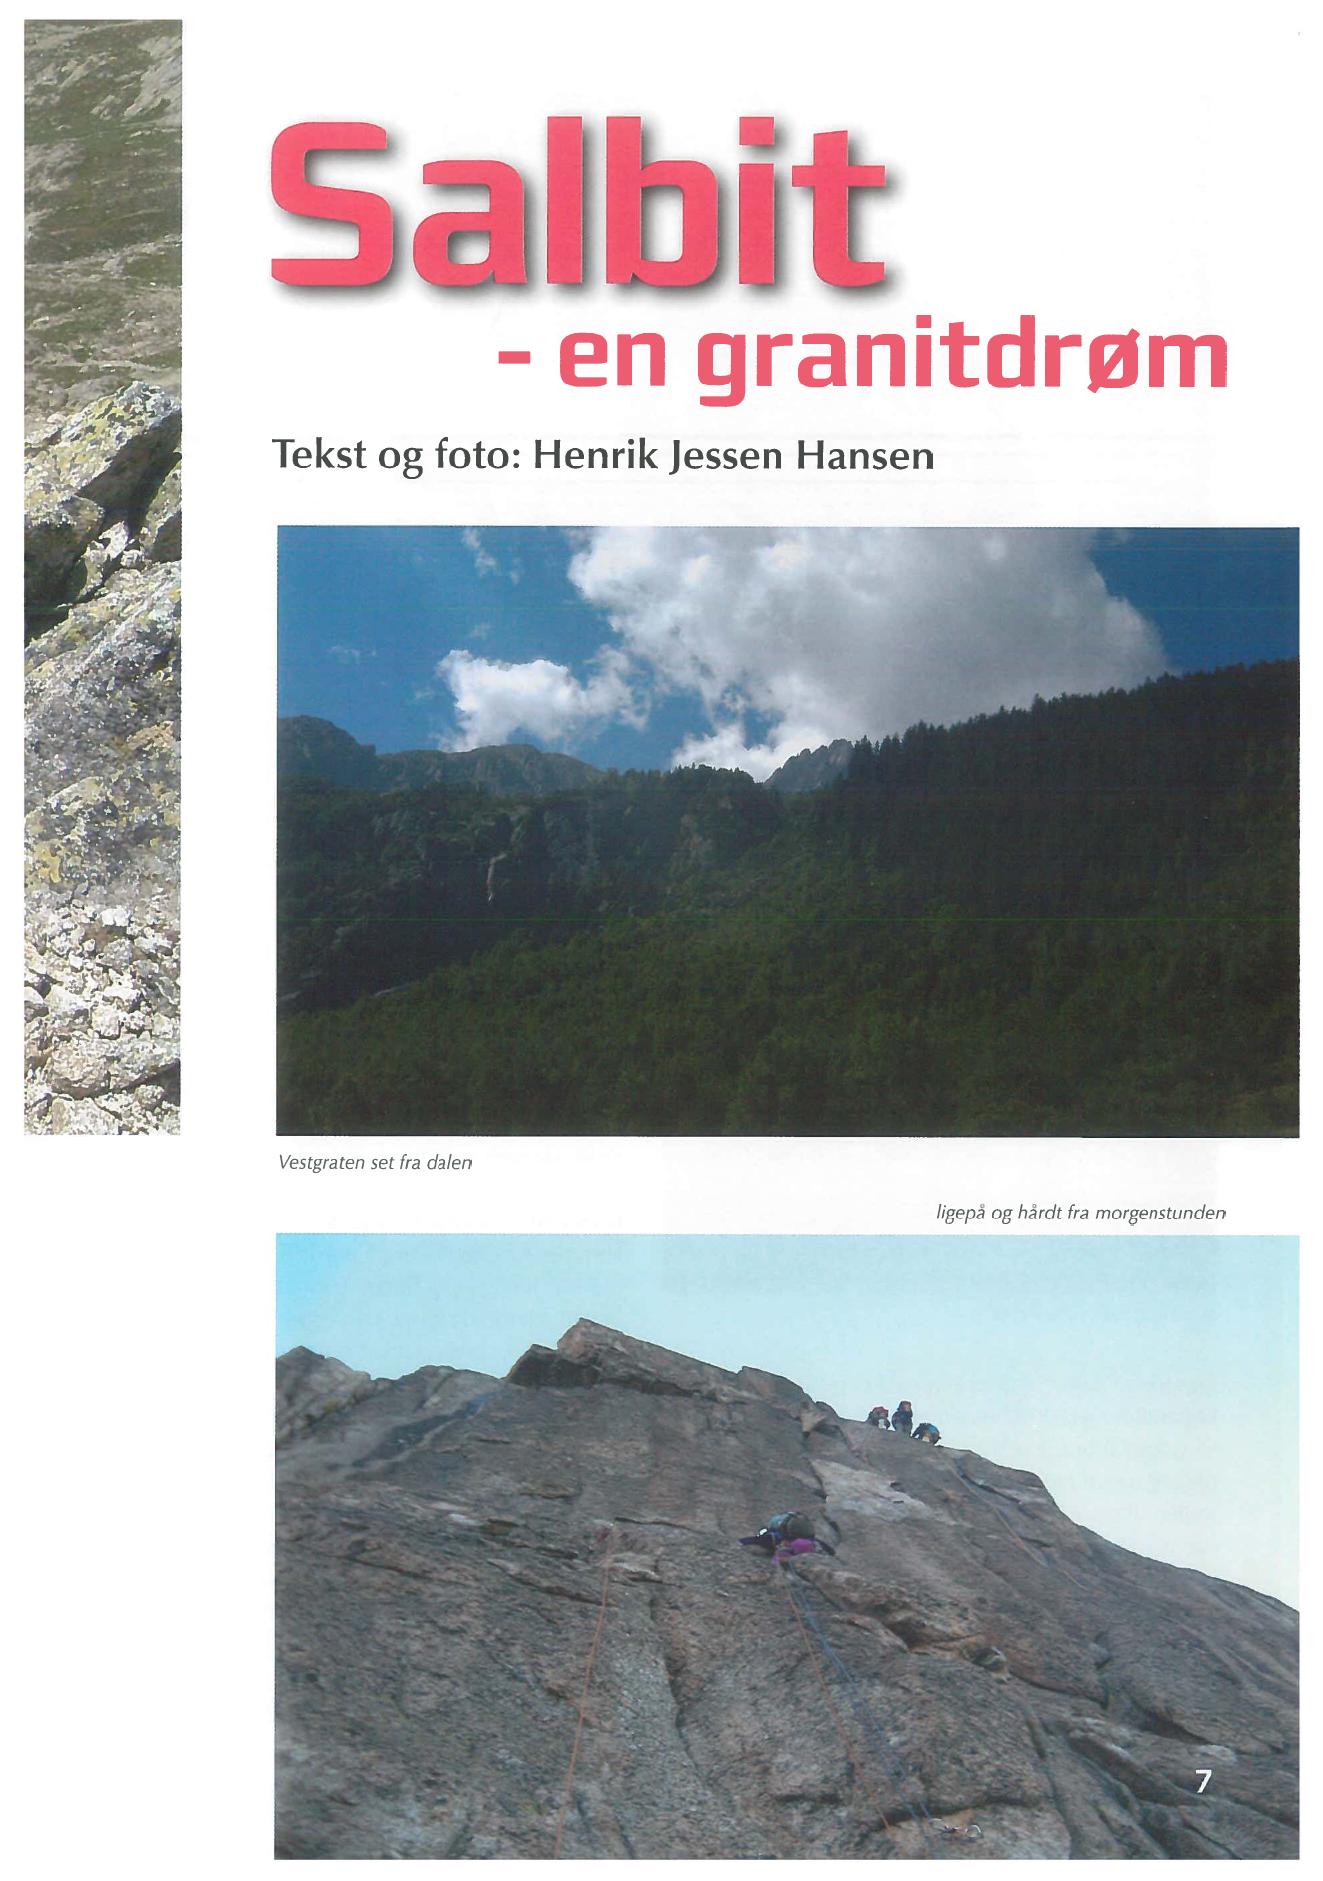 Salbit
- en granitdrøm
Tekst og foto: Henrik Jessen Hansen
Vestgraten set fra dalen
ligepå og hårdt fra morgenstunden
7